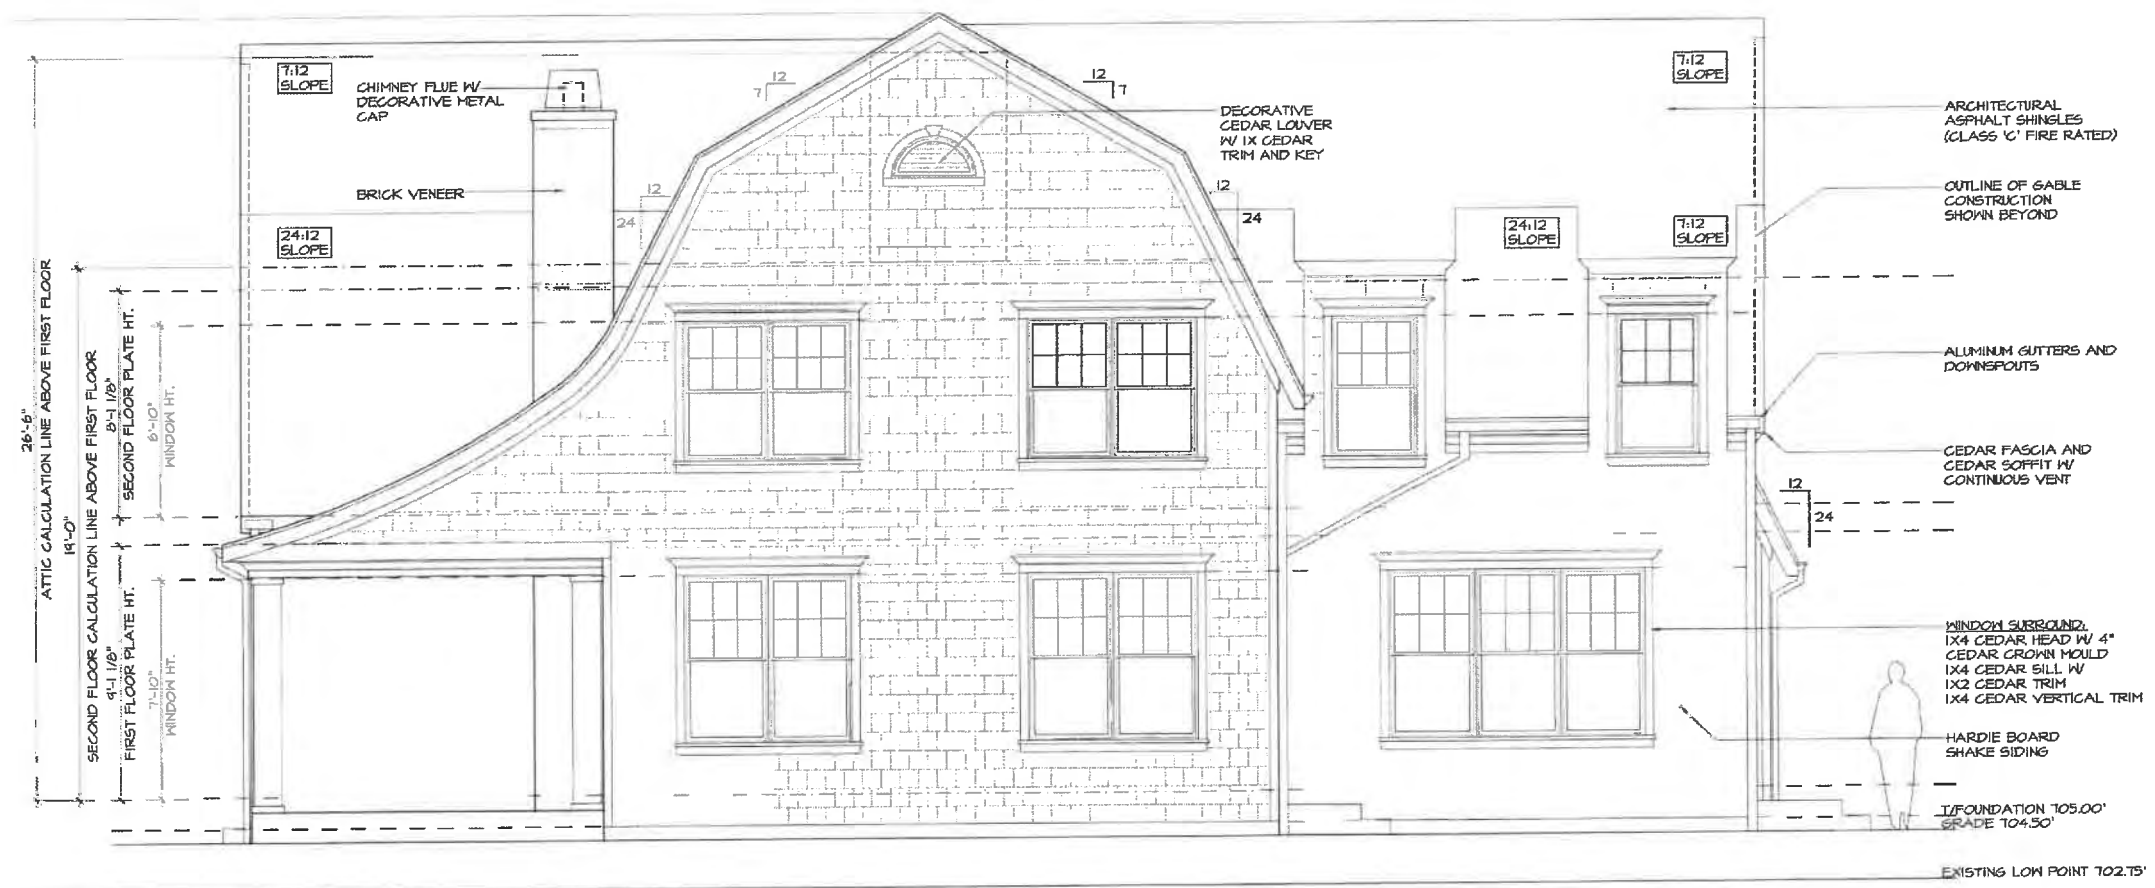 7:12
SLOPE
CHIMNEY FLUE W/
DECORATIVE METAL
CAP
BRICK VENEER
24:12
SLOPE
12
7
12
24
12
7
DECORATIVE
CEDAR LOUVER
W/ 1X CEDAR
TRIM AND KEY
12
24
24:12
SLOPE
7:12
SLOPE
7:12
SLOPE
ARCHITECTURAL
ASPHALT SHINGLES
(CLASS 'C' FIRE RATED)
OUTLINE OF GABLE
CONSTRUCTION
SHOWN BEYOND
ALUMINUM GUTTERS AND
DOWNSPOUTS
CEDAR FASCIA AND
CEDAR SOFFIT W/
CONTINUOUS VENT
12
24
WINDOW SURROUND:
1X4 CEDAR HEAD W/ 4"
CEDAR CROWN MOULD
1X4 CEDAR SILL W/
1X2 CEDAR TRIM
1X4 CEDAR VERTICAL TRIM
HARDIE BOARD
SHAKE SIDING
T/FOUNDATION 705.00'
GRADE 704.50'
EXISTING LOW POINT 702.75'
26'-6"
ATTIC CALCULATION LINE ABOVE FIRST FLOOR
19'-0"
SECOND FLOOR CALCULATION LINE ABOVE FIRST FLOOR
8'-1 1/8"
SECOND FLOOR PLATE HT.
6'-10"
WINDOW HT.
9'-1 1/8"
FIRST FLOOR PLATE HT.
7'-10"
WINDOW HT.